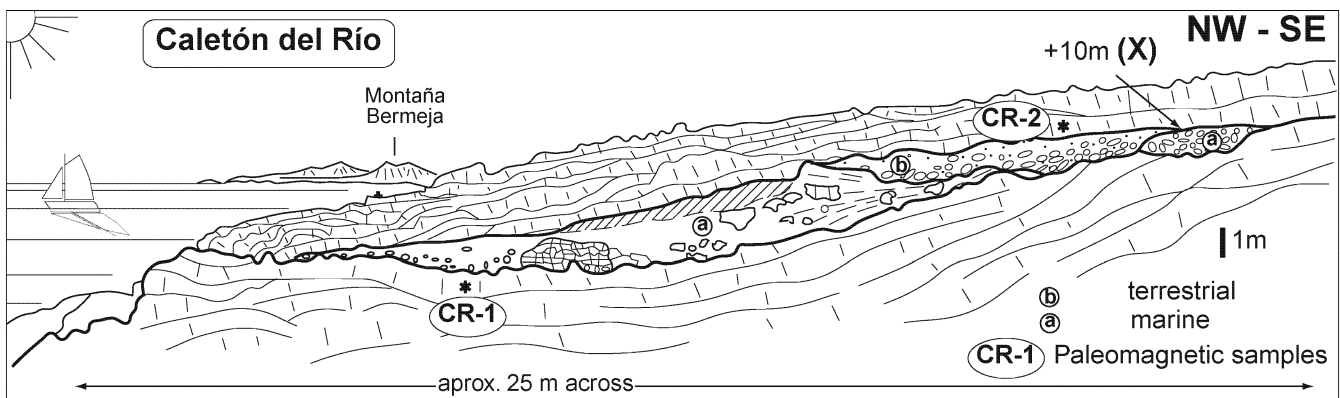 Caletón del Río
NW - SE
+10m (X)
Montaña
Bermeja
CR-2 *
a
b
a
1m
*
CR-1
b terrestrial
a marine
CR-1 Paleomagnetic samples
aprox. 25 m across